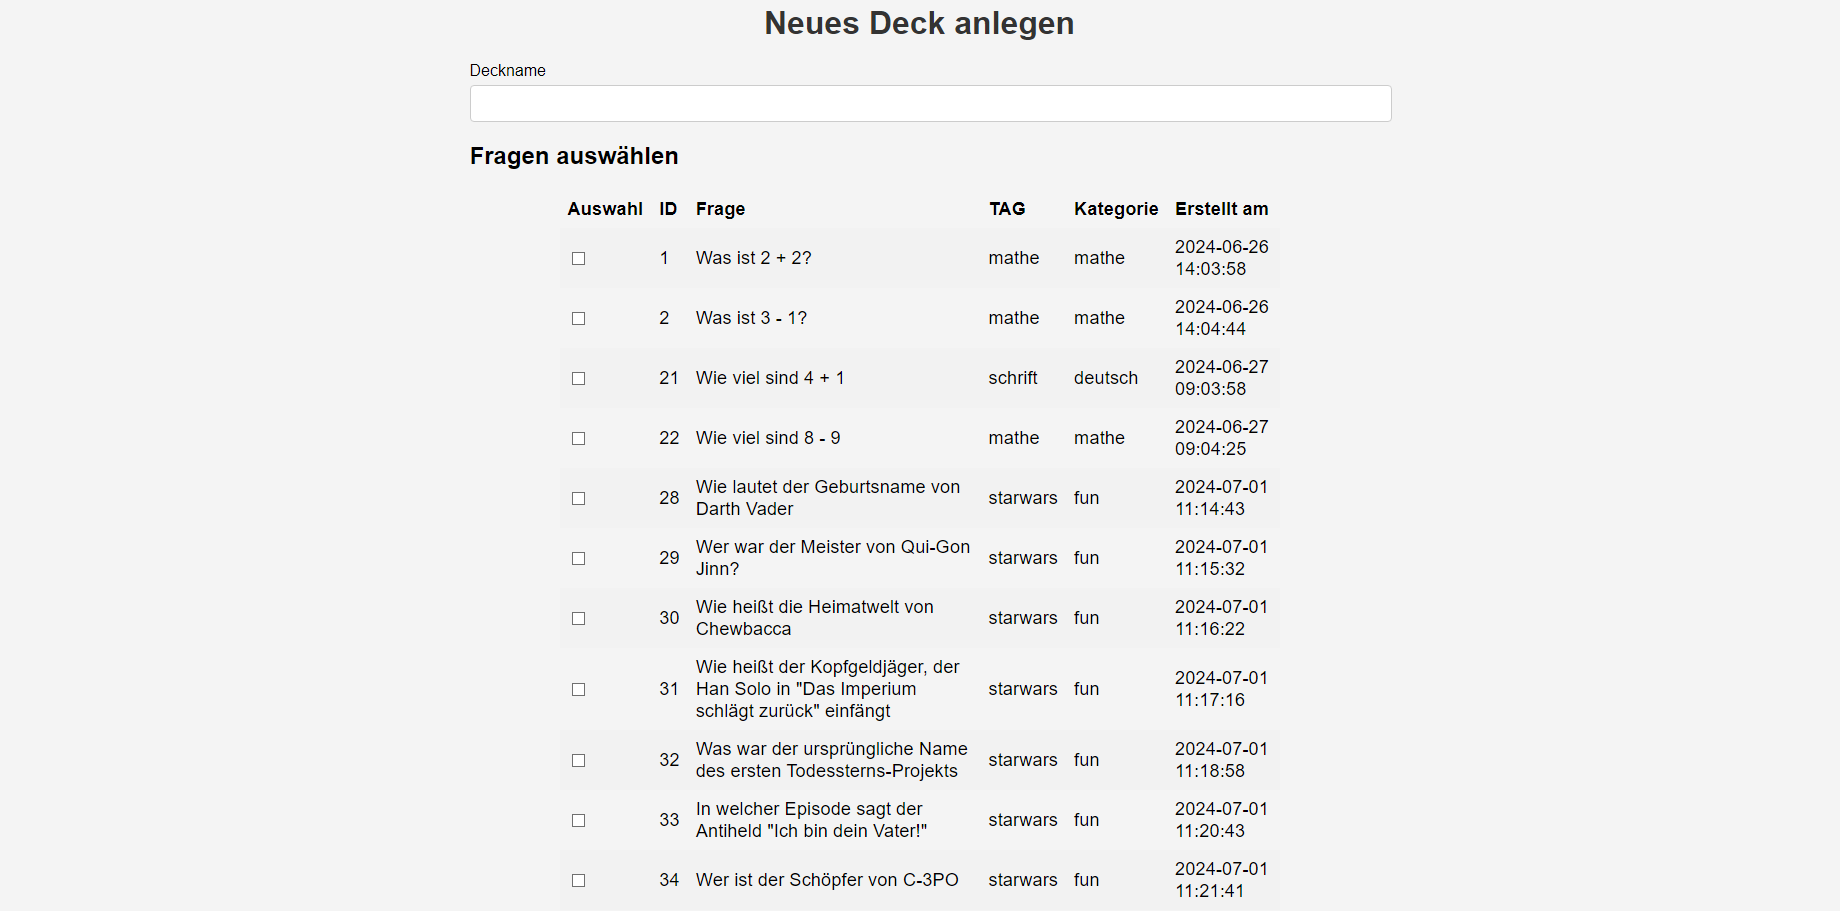 Neues Deck anlegen
Deckname
Fragen auswählen
Auswahl ID Frage TAG Kategorie Erstellt am
1 Was ist 2 + 2? mathe mathe 2024-06-26
14:03:58
2 Was ist 3 - 1? mathe mathe 2024-06-26
14:04:44
21 Wie viel sind 4 + 1 schrift deutsch 2024-06-27
09:03:58
22 Wie viel sind 8 - 9 mathe mathe 2024-06-27
09:04:25
28 Wie lautet der Geburtsname von
Darth Vader starwars fun 2024-07-01
11:14:43
29 Wer war der Meister von Qui-Gon
Jinn? starwars fun 2024-07-01
11:15:32
30 Wie heißt die Heimatwelt von
Chewbacca starwars fun 2024-07-01
11:16:22
31 Wie heißt der Kopfgeldjäger, der
Han Solo in "Das Imperium
schlägt zurück" einfängt starwars fun 2024-07-01
11:17:16
32 Was war der ursprüngliche Name
des ersten Todessterns-Projekts starwars fun 2024-07-01
11:18:58
33 In welcher Episode sagt der
Antiheld "Ich bin dein Vater!" starwars fun 2024-07-01
11:20:43
34 Wer ist der Schöpfer von C-3PO starwars fun 2024-07-01
11:21:41